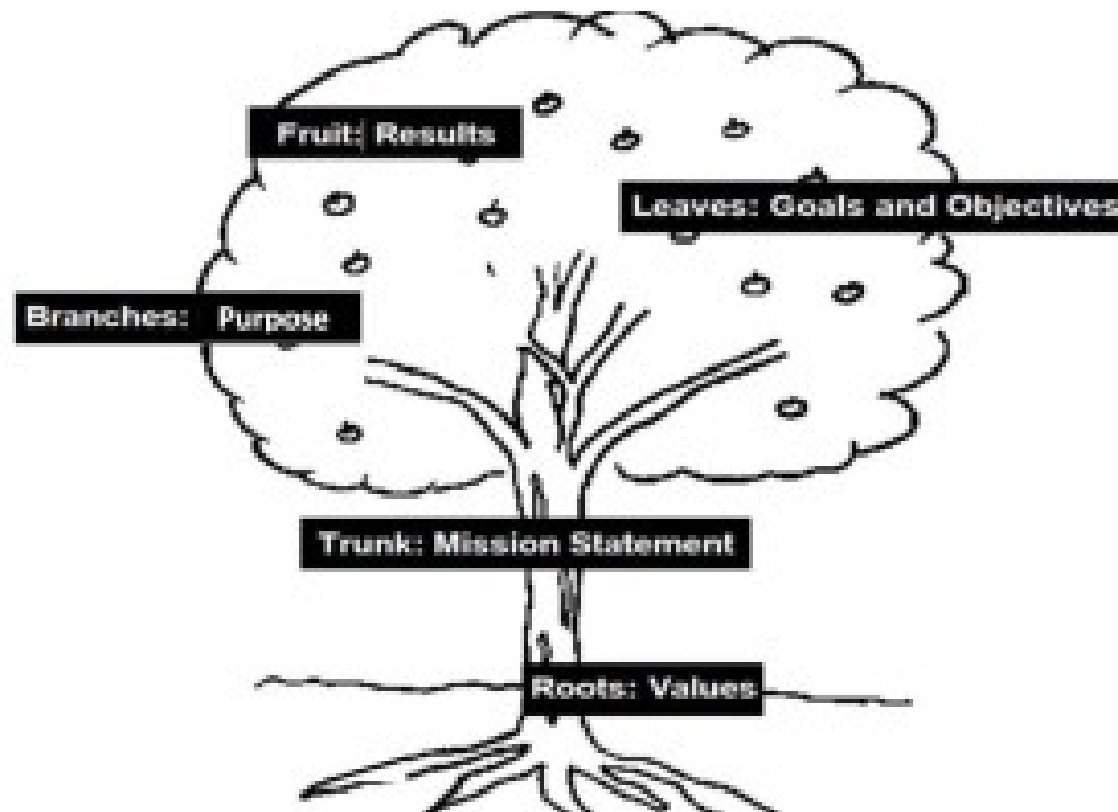 Fruit: Results
Leaves: Goals and Objectives
Branches: Purpose
Trunk: Mission Statement
Roots: Values